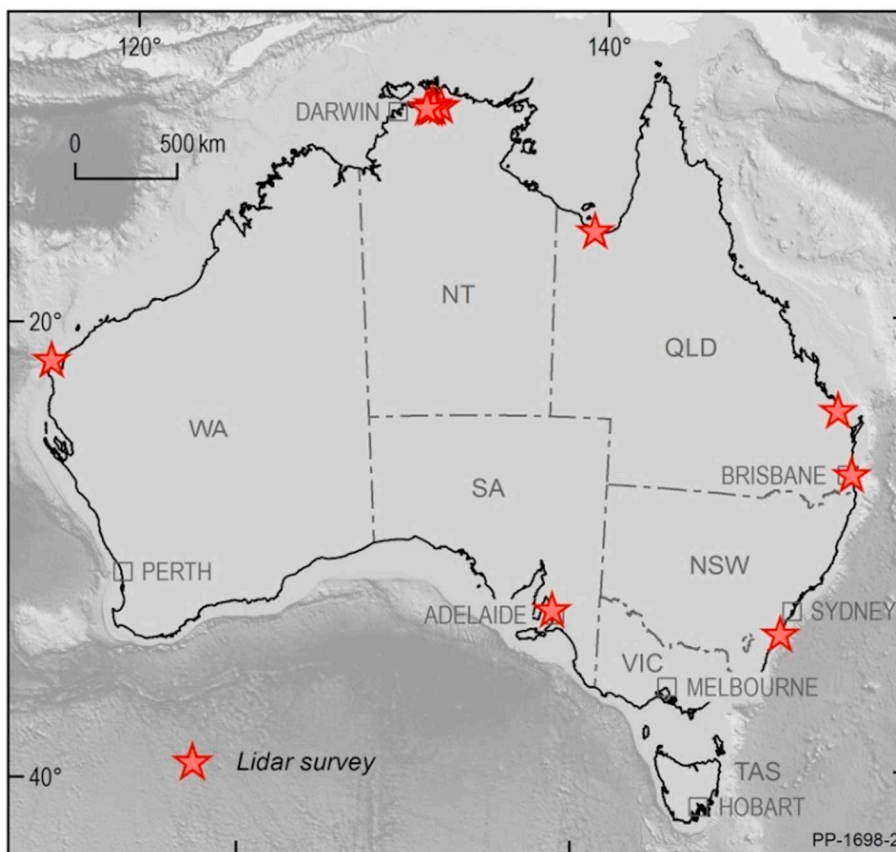 120°
140°
DARWIN
0
500 km
NT
20°
QLD
WA
BRISBANE
SA
NSW
PERTH
ADELAIDE
SYDNEY
VIC
MELBOURNE
Lidar survey
40°
TAS
HOBART
PP-1698-2